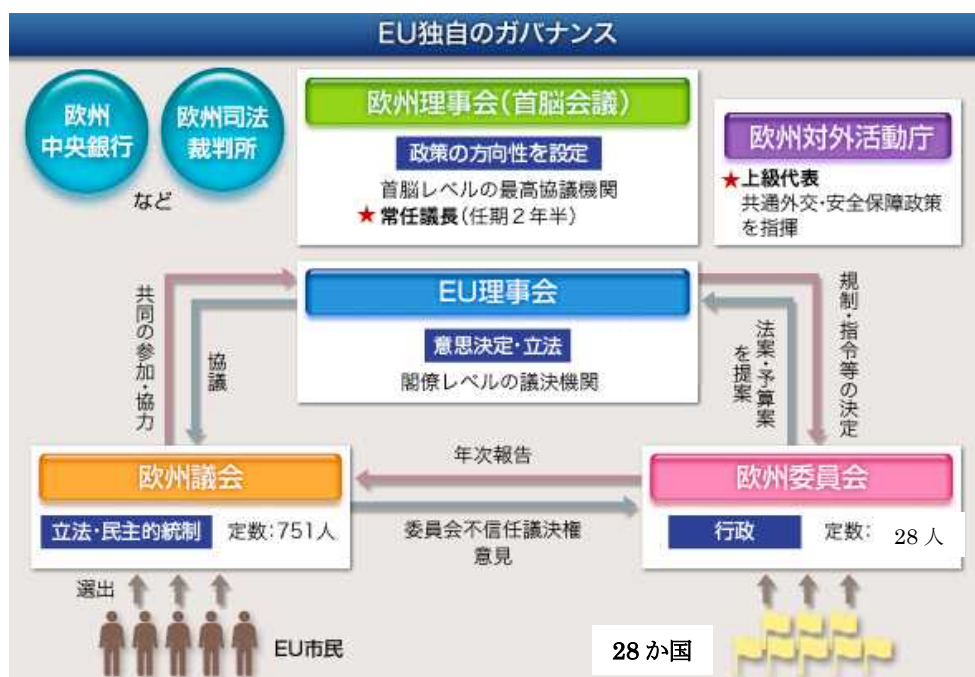 EU独自のガバナンス
欧州
中央銀行
欧州司法
裁判所
など
欧州理事会(首脳会議)
政策の方向性を設定
首脳レベルの最高協議機関
★常任議長(任期2年半)
欧州対外活動庁
★上級代表
共通外交・安全保障政策
を指揮
EU理事会
意思決定・立法
閣僚レベルの議決機関
共同の参加・協力
協議
法案・予算案
を提案
規制・指令等の決定
欧州議会
立法・民主的統制 定数:751人
年次報告
委員会不信任議決権
意見
欧州委員会
行政 定数: 28人
選出
EU市民
28か国